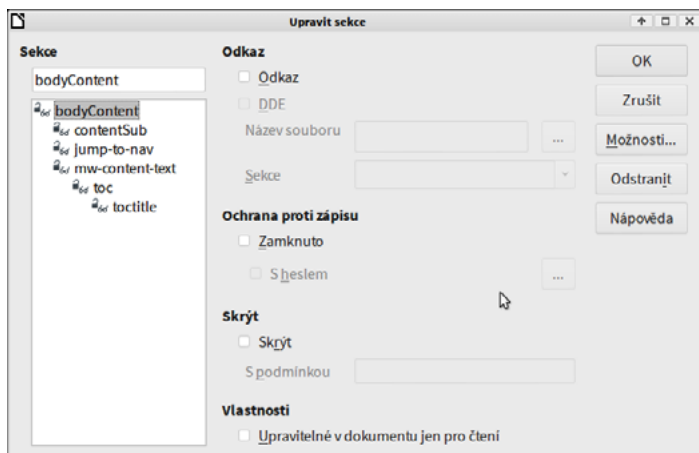 Upravit sekce
Sekce
bodyContent
bodyContent
contentSub
jump-to-nav
mw-content-text
toc
toctitle
Odkaz
Odkaz
DDE
Název souboru
...
Sekce
Ochrana proti zápisu
Zamknuto
S heslem
...
Skrýt
Skrýt
S podmínkou
Vlastnosti
Upravitelné v dokumentu jen pro čtení
OK
Zrušit
Možnosti...
Odstranit
Nápověda